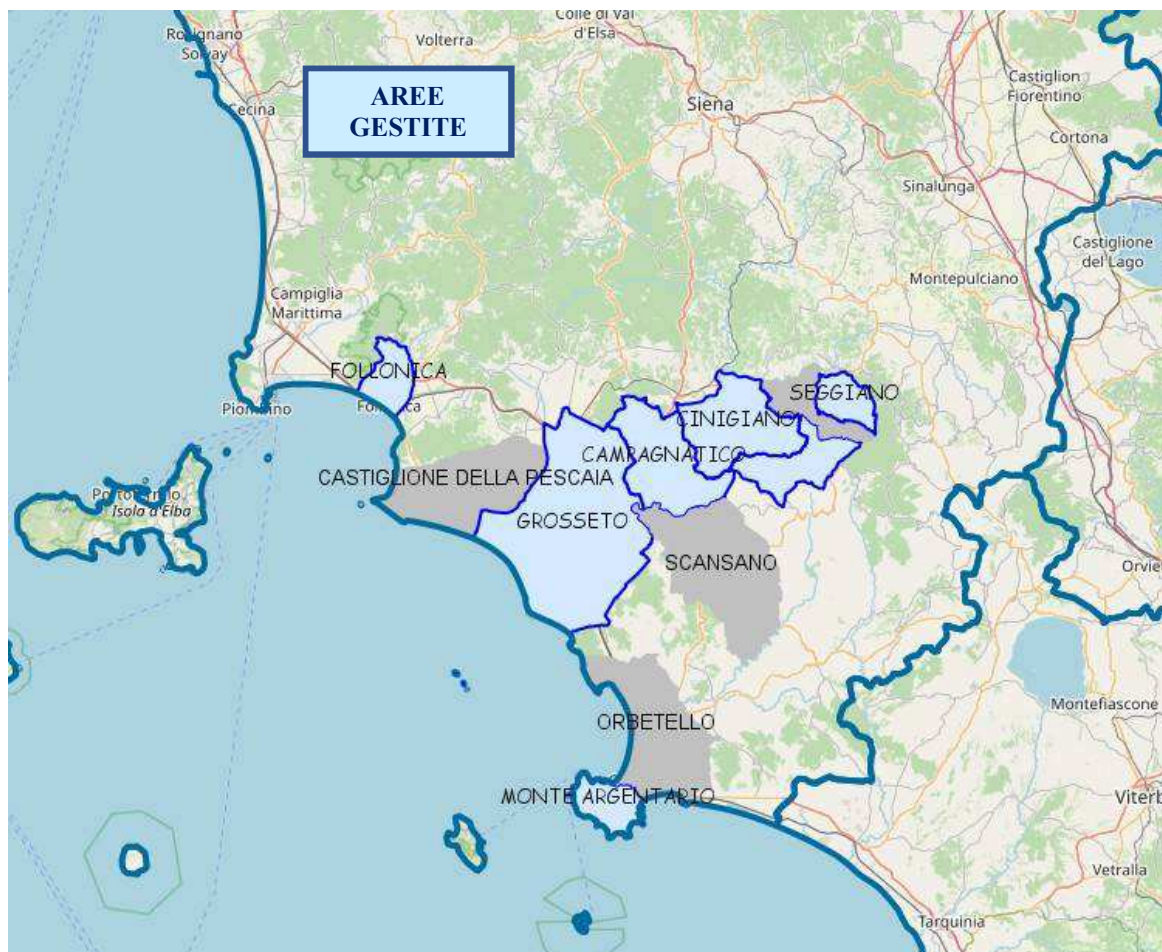 Rosignano
Solvay
Volterra
Colle di Val
d'Elsa
AREE
GESTITE
Cecina
Siena
Castiglion
Fiorentino
Cortona
Sinalunga
Castiglione
del Lago
Montepulciano
Campiglia
Marittima
FOLLONICA
Follonica
Piombino
SEGGIANO
CINIGIANO
CAMPAGNATICO
CASTIGLIONE DELLA PESCAIA
Portoferraio
Isola d'Elba
GROSSETO
SCANSANO
Orvie
Montefiascone
ORBETELLO
MONTE ARGENTARIO
Viterb
Vetralla
Tarquinia